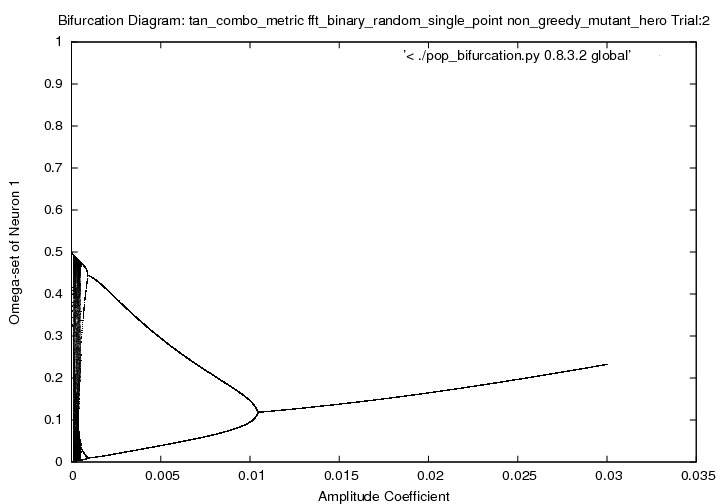 Bifurcation Diagram: tan_combo_metric fft_binary_random_single_point non_greedy_mutant_hero Trial:2
1
'< ./pop_bifurcation.py 0.8.3.2 global'
0.9
0.8
0.7
0.6
0.5
0.4
0.3
0.2
0.1
0
Omega-set of Neuron 1
0 0.005 0.01 0.015 0.02 0.025 0.03 0.035
Amplitude Coefficient